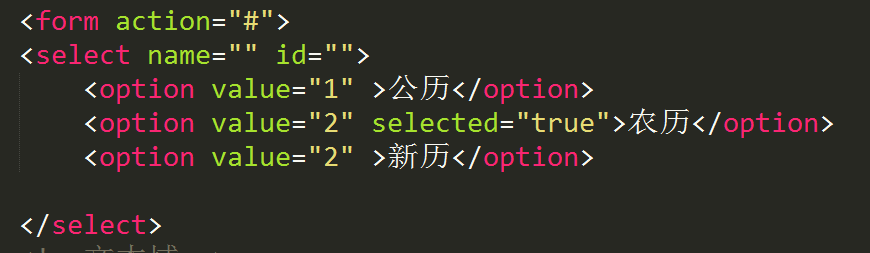 <form action="#">
<select name="" id="">
<option value="1" >公历</option>
<option value="2" selected="true">农历</option>
<option value="2" >新历</option>
</select>